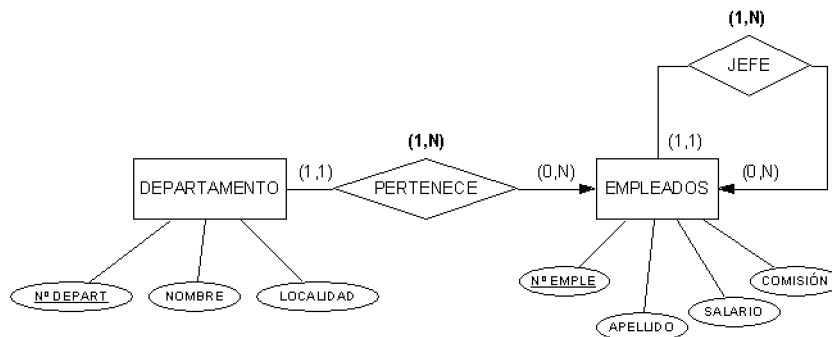 (1,N)
JEFE
(1,N)
(1,1)
DEPARTAMENTO
(1,1)
PERTENECE
(0,N)
EMPLEADOS
(0,N)
Nº DEPART
NOMBRE
LOCALIDAD
Nº EMPLE
APELLIDO
SALARIO
COMISIÓN